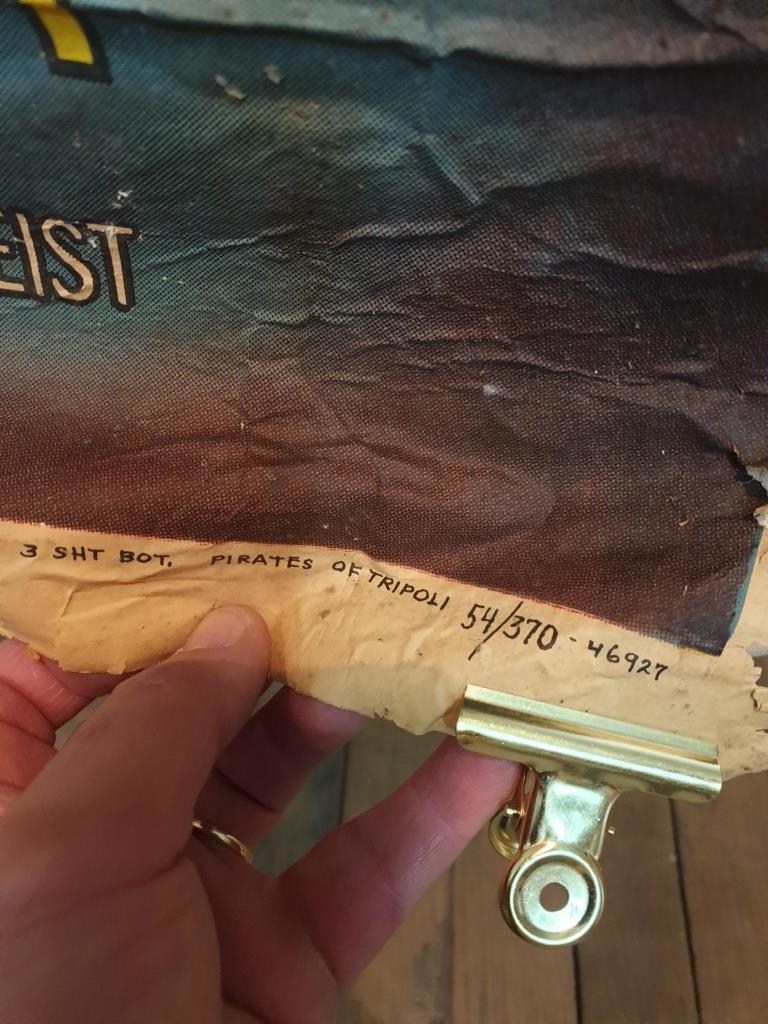 EIST
3 SHT BOT. PIRATES OF TRIPOLI 54/370 - 46927